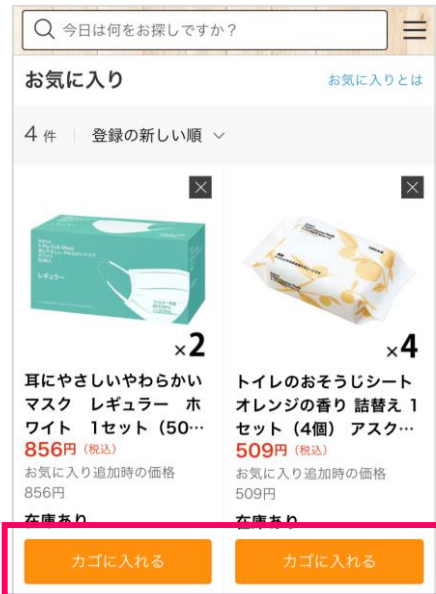 今日は何をお探しですか？
お気に入り
お気に入りとは
4 件
登録の新しい順
レギュラー
×2
×4
耳にやさしいやわらかい
マスク　レギュラー　ホ
ワイト　1セット（50…
856円（税込）
お気に入り追加時の価格
856円
在庫あり
カゴに入れる
トイレのおそうじシート
オレンジの香り 詰替え 1
セット（4個）　アスク…
509円（税込）
お気に入り追加時の価格
509円
在庫あり
カゴに入れる